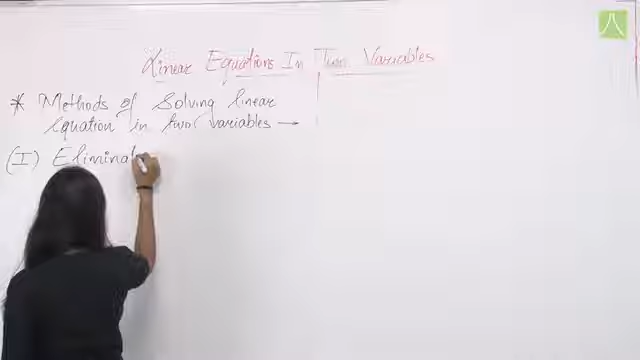 Linear Equations In Two Variables
* Methods of Solving linear
Equation in two variables →
(I) Eliminat